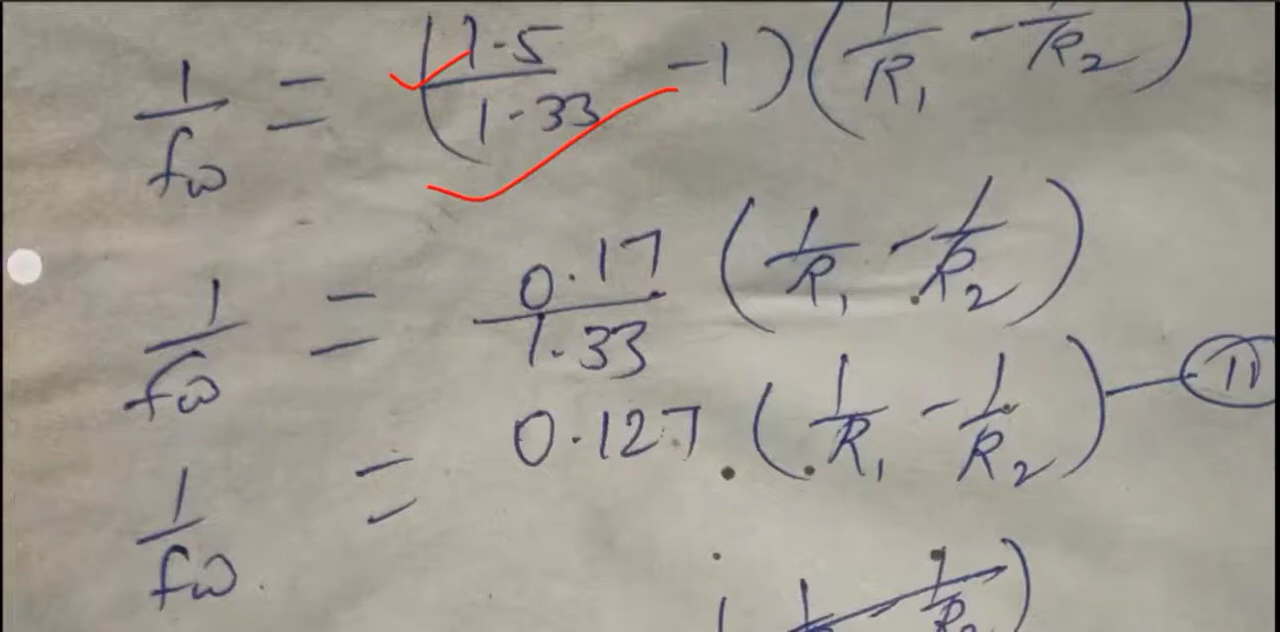 1/fω = (1.5/1.33 - 1) (1/R₁ - 1/R₂)
1/fω = 0.17/1.33 (1/R₁ - 1/R₂)
1/fω = 0.127 (1/R₁ - 1/R₂) — II